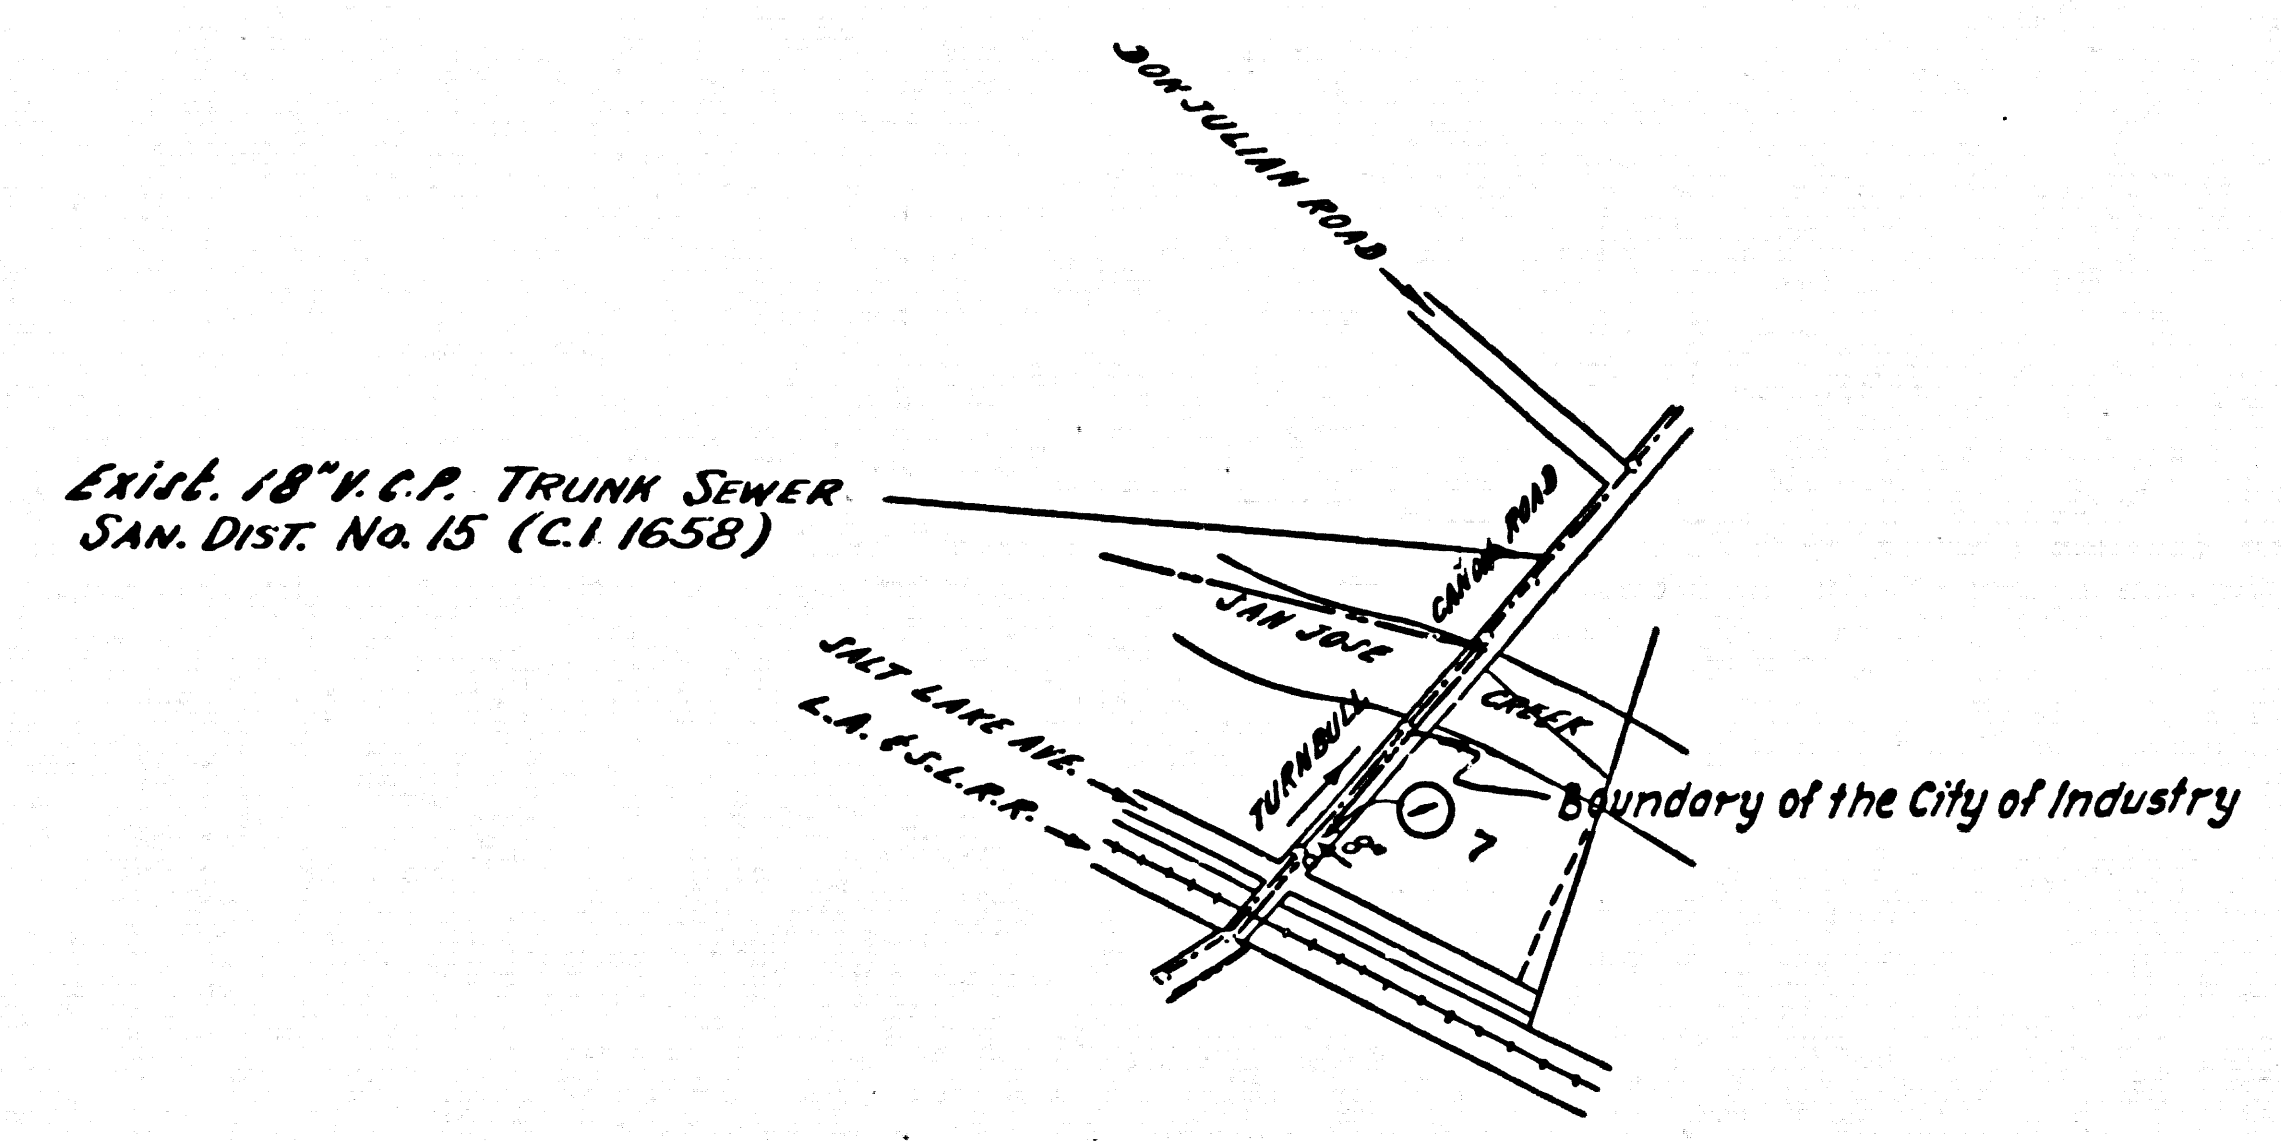 DON JULIAN ROAD
Exist. 18" V.C.P. TRUNK SEWER
SAN. DIST. No. 15 (C.I. 1658)
TURNBULL CAÑON ROAD
SAN JOSE CREEK
SALT LAKE AVE.
L.A. & S.L.R.R.
Boundary of the City of Industry
1
7
8"